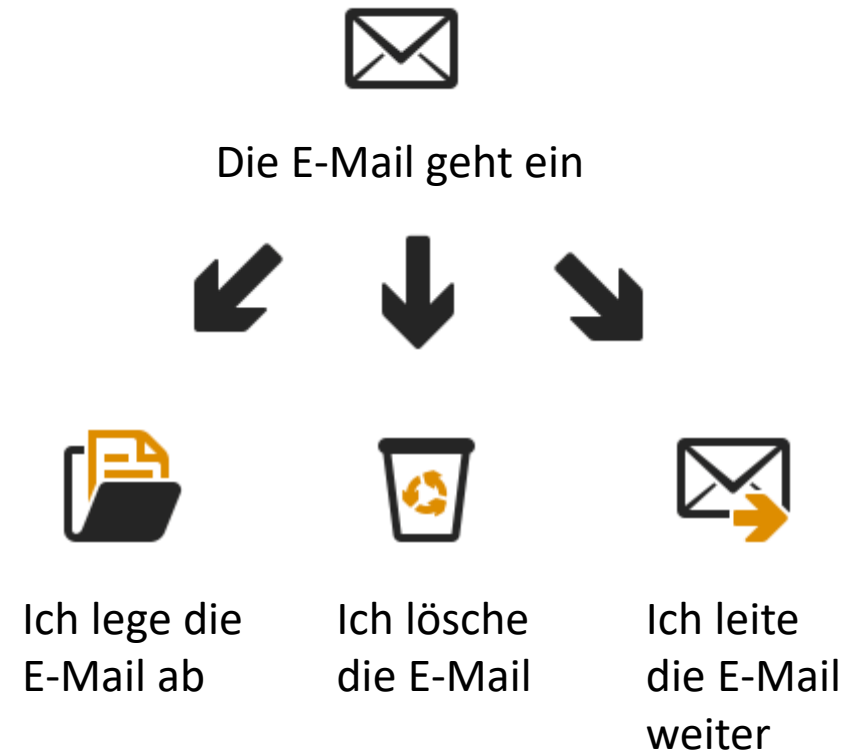 Die E-Mail geht ein
Ich lege die
E-Mail ab
Ich lösche
die E-Mail
Ich leite
die E-Mail
weiter